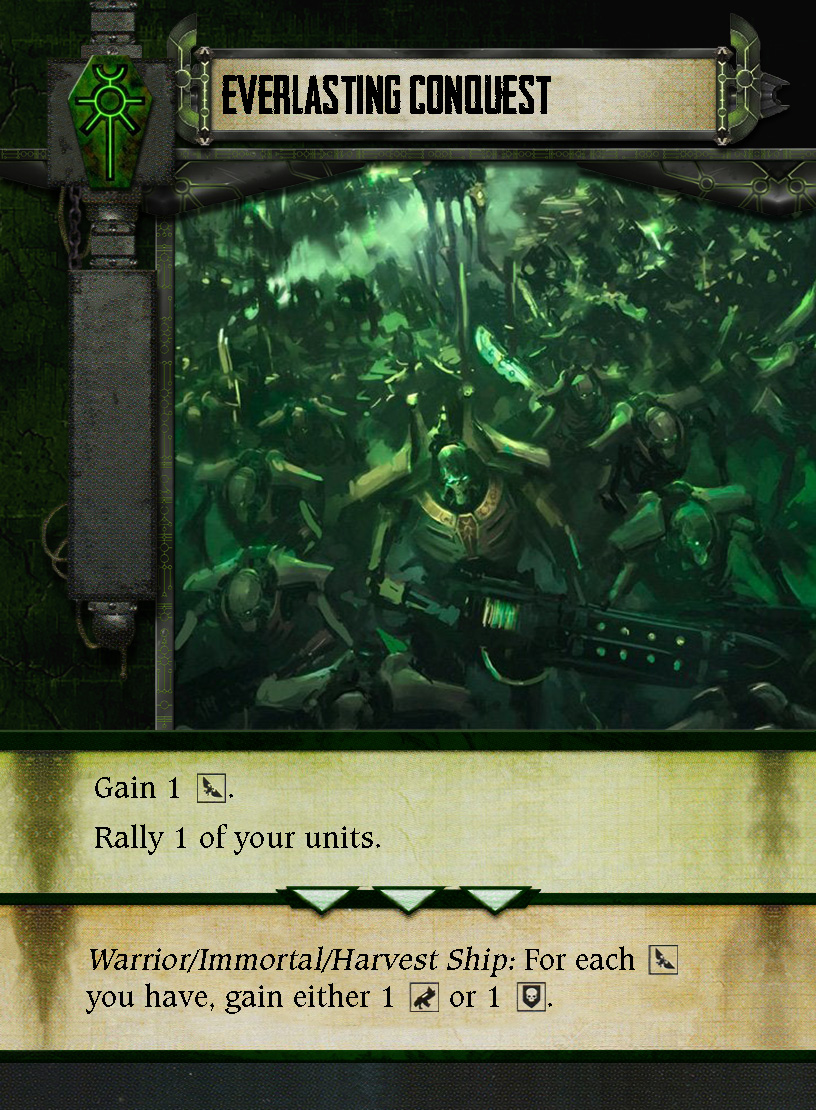 EVERLASTING CONQUEST
Gain 1 .
Rally 1 of your units.
Warrior/Immortal/Harvest Ship: For each
you have, gain either 1 or 1 .